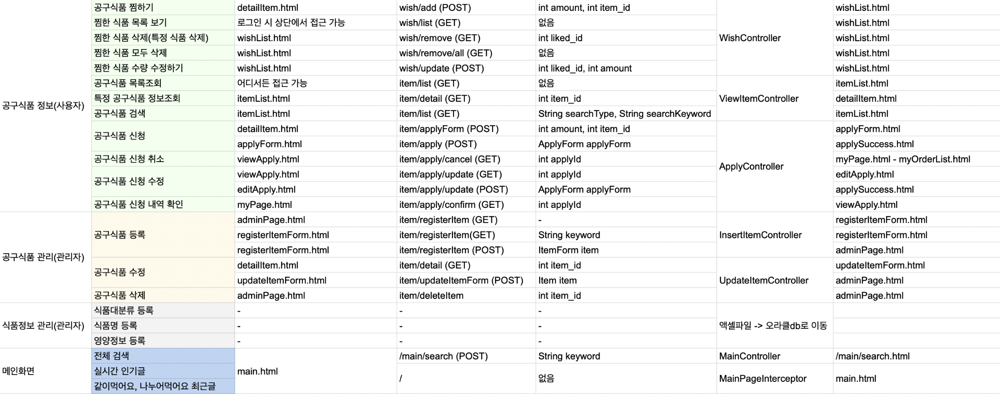 공구식품 찜하기 detailItem.html wish/add (POST) int amount, int item_id wishList.html
찜한 식품 목록 보기 로그인 시 상단에서 접근 가능 wish/list (GET) 없음 wishList.html
찜한 식품 삭제(특정 식품 삭제) wishList.html wish/remove (GET) int liked_id WishController wishList.html
찜한 식품 모두 삭제 wishList.html wish/remove/all (GET) 없음 wishList.html
찜한 식품 수량 수정하기 wishList.html wish/update (POST) int liked_id, int amount wishList.html
공구식품 목록조회 어디서든 접근 가능 item/list (GET) 없음 itemList.html
공구식품 정보(사용자) 특정 공구식품 정보조회 itemList.html item/detail (GET) int item_id ViewItemController detailItem.html
공구식품 검색 itemList.html item/list (GET) String searchType, String searchKeyword itemList.html
공구식품 신청 detailItem.html item/applyForm (POST) int amount, int item_id applyForm.html
applyForm.html item/apply (POST) ApplyForm applyForm applySuccess.html
공구식품 신청 취소 viewApply.html item/apply/cancel (GET) int applyId ApplyController myPage.html - myOrderList.html
공구식품 신청 수정 viewApply.html item/apply/update (GET) int applyId editApply.html
editApply.html item/apply/update (POST) ApplyForm applyForm applySuccess.html
공구식품 신청 내역 확인 myPage.html item/apply/confirm (GET) int applyId viewApply.html
adminPage.html item/registerItem (GET) - registerItemForm.html
공구식품 등록 registerItemForm.html item/registerItem(GET) String keyword InsertItemController registerItemForm.html
공구식품 관리(관리자) registerItemForm.html item/registerItem (POST) ItemForm item adminPage.html
공구식품 수정 detailItem.html item/detail (GET) int item_id updateItemForm.html
updateItemForm.html item/updateItemForm (POST) Item item UpdateItemController adminPage.html
공구식품 삭제 adminPage.html item/deleteItem int item_id adminPage.html
식품대분류 등록 - - -
식품정보 관리(관리자) 식품명 등록 - - - 액셀파일 -> 오라클db로 이동
영양정보 등록 - - -
전체 검색 /main/search (POST) String keyword MainController /main/search.html
메인화면 실시간 인기글 main.html / 없음 MainPageInterceptor main.html
같이먹어요, 나누어먹어요 최근글